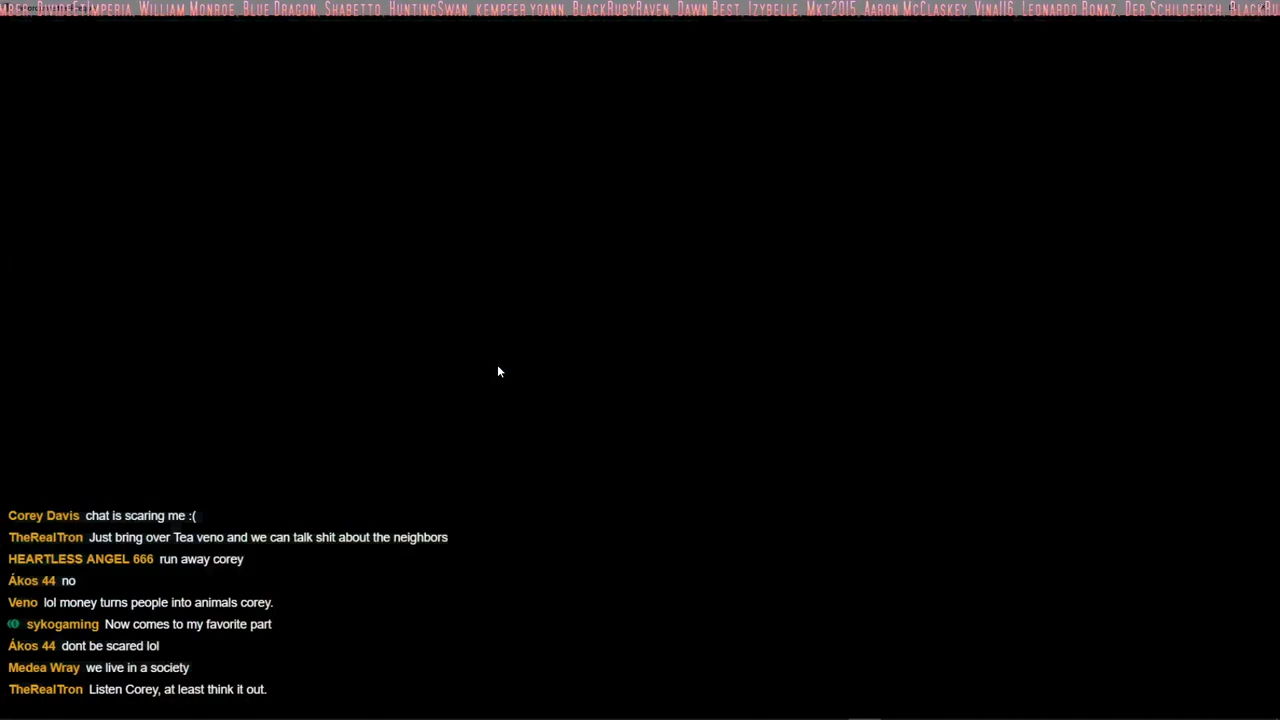 IMPERIA, WILLIAM MONROE, BLUE DRAGON, SHABETTO, HUNTINGSWAN, KEMPFER YOANN, BLACKRUBYRAVEN, DAWN BEST, IZYBELLE, MKT2015, AARON MCCLASKEY, VINA116, LEONARDO RONAZ, DER SCHILDERICH,
Corey Davis chat is scaring me :(
TheRealTron Just bring over Tea veno and we can talk shit about the neighbors
HEARTLESS ANGEL 666 run away corey
Ákos 44 no
Veno lol money turns people into animals corey.
sykogaming Now comes to my favorite part
Ákos 44 dont be scared lol
Medea Wray we live in a society
TheRealTron Listen Corey, at least think it out.